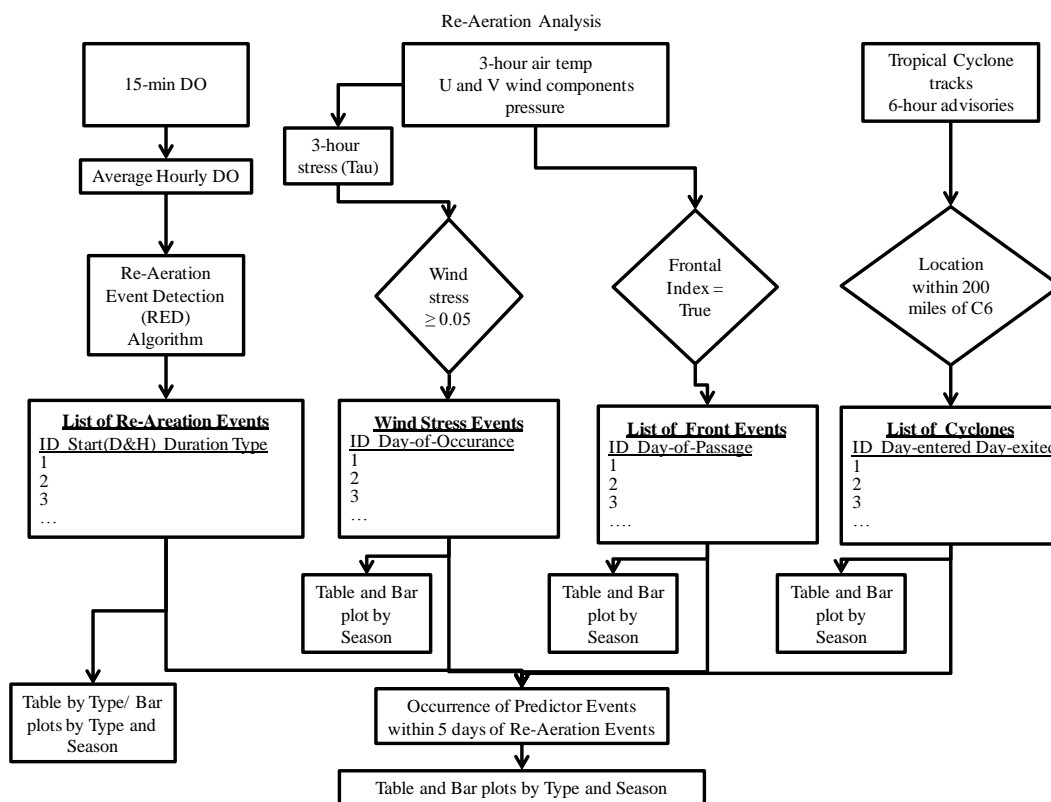 Re-Aeration Analysis
15-min DO
3-hour air temp
U and V wind components
pressure
Tropical Cyclone
tracks
6-hour advisories
3-hour
stress (Tau)
Average Hourly DO
Re-Aeration
Event Detection
(RED)
Algorithm
Wind
stress
≥ 0.05
Frontal
Index =
True
Location
within 200
miles of C6
List of Re-Areation Events
ID Start(D&H) Duration Type
1
2
3
…
Wind Stress Events
ID Day-of-Occurance
1
2
3
…
List of Front Events
ID Day-of-Passage
1
2
3
….
List of Cyclones
ID Day-entered Day-exited
1
2
3
…
Table and Bar
plot by
Season
Table and Bar
plot by
Season
Table and Bar
plot by
Season
Table by Type/ Bar
plots by Type and
Season
Occurrence of Predictor Events
within 5 days of Re-Aeration Events
Table and Bar plots by Type and Season